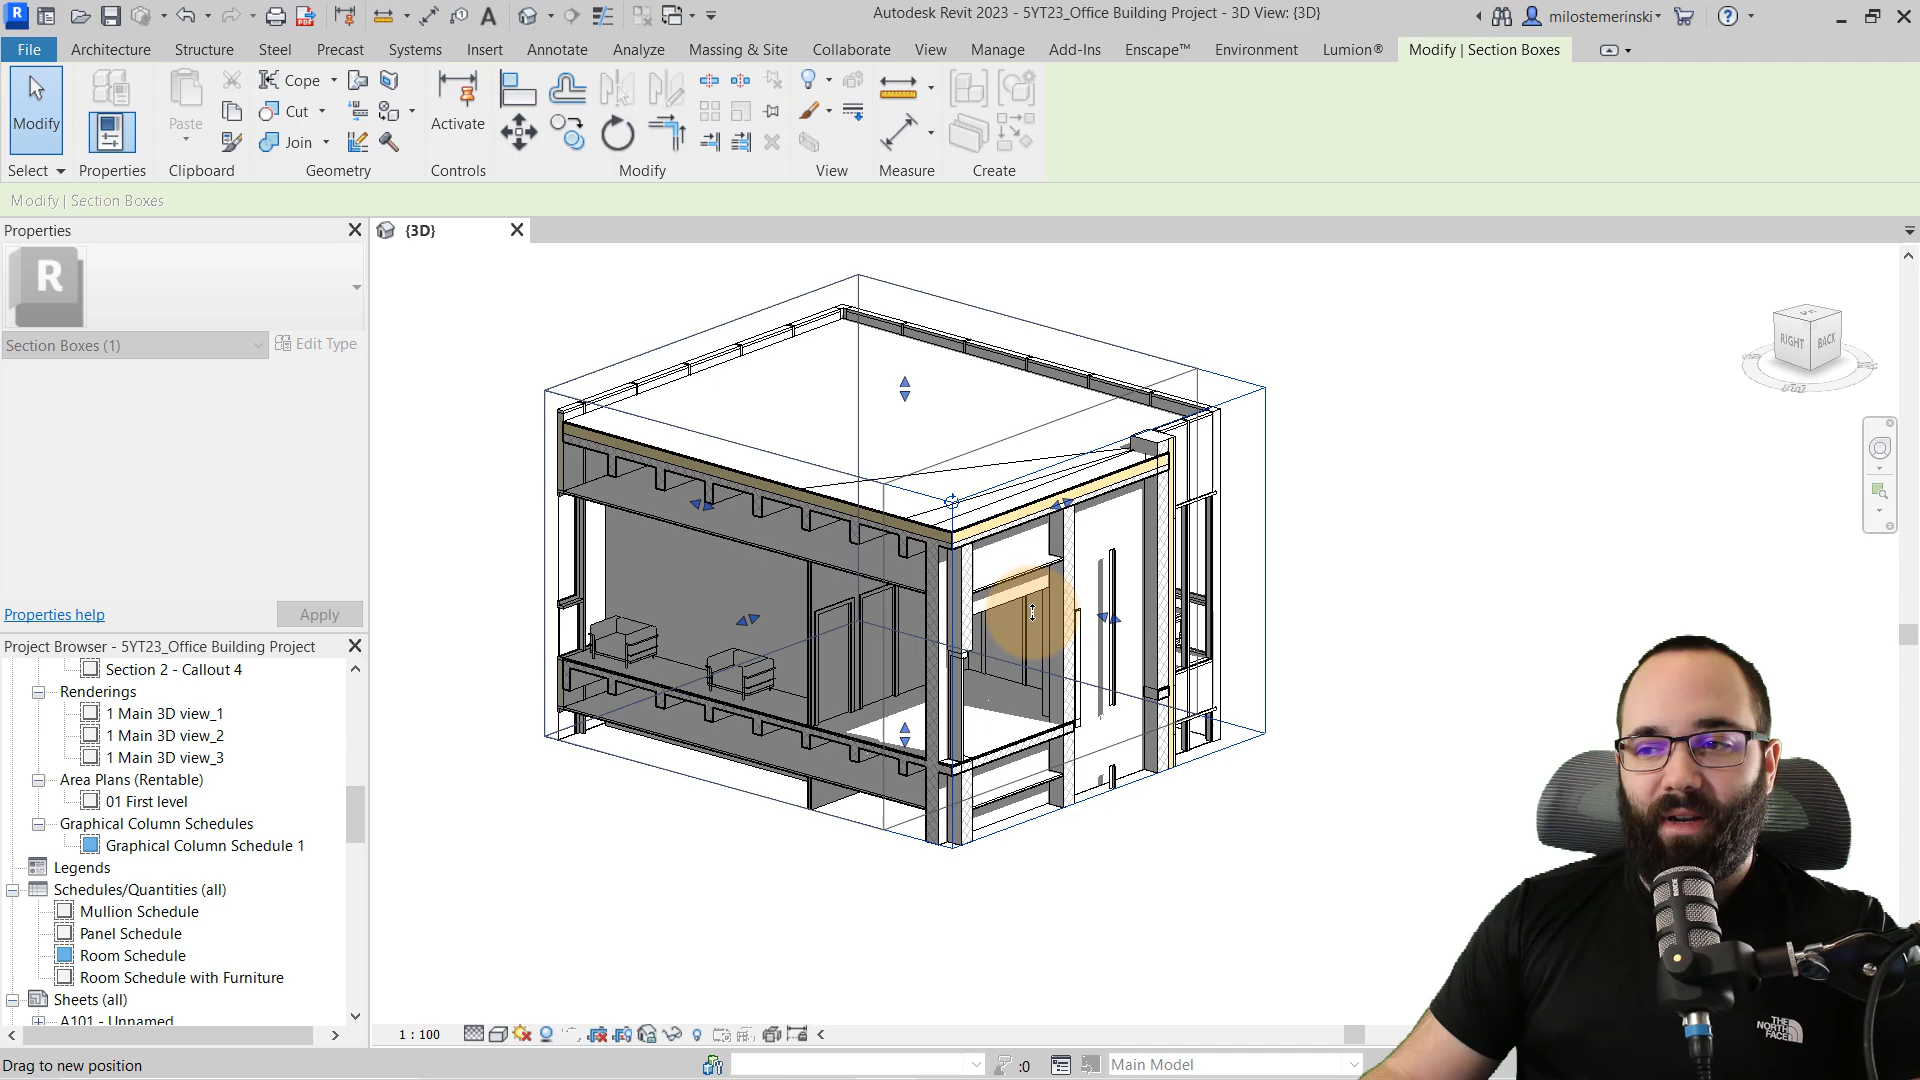 Autodesk Revit 2023 - 5YT23_Office Building Project - 3D View: {3D}
milostemerinski
File
Architecture
Structure
Steel
Precast
Systems
Insert
Annotate
Analyze
Massing & Site
Collaborate
View
Manage
Add-Ins
Enscape™
Environment
Lumion®
Modify | Section Boxes
Modify
Paste
Cope
Cut
Join
Activate
Select
Properties
Clipboard
Geometry
Controls
Modify
View
Measure
Create
Modify | Section Boxes
Properties
{3D}
R
Section Boxes (1)
Edit Type
RIGHT
BACK
Properties help
Apply
Project Browser - 5YT23_Office Building Project
Section 2 - Callout 4
Renderings
1 Main 3D view_1
1 Main 3D view_2
1 Main 3D view_3
Area Plans (Rentable)
01 First level
Graphical Column Schedules
Graphical Column Schedule 1
Legends
Schedules/Quantities (all)
Mullion Schedule
Panel Schedule
Room Schedule
Room Schedule with Furniture
Sheets (all)
A101 - Unnamed
1 : 100
Drag to new position
:0
Main Model
RODE
THE NORTH FACE